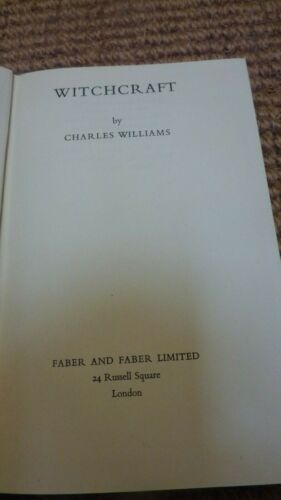 WITCHCRAFT
by
CHARLES WILLIAMS
FABER AND FABER LIMITED
24 Russell Square
London